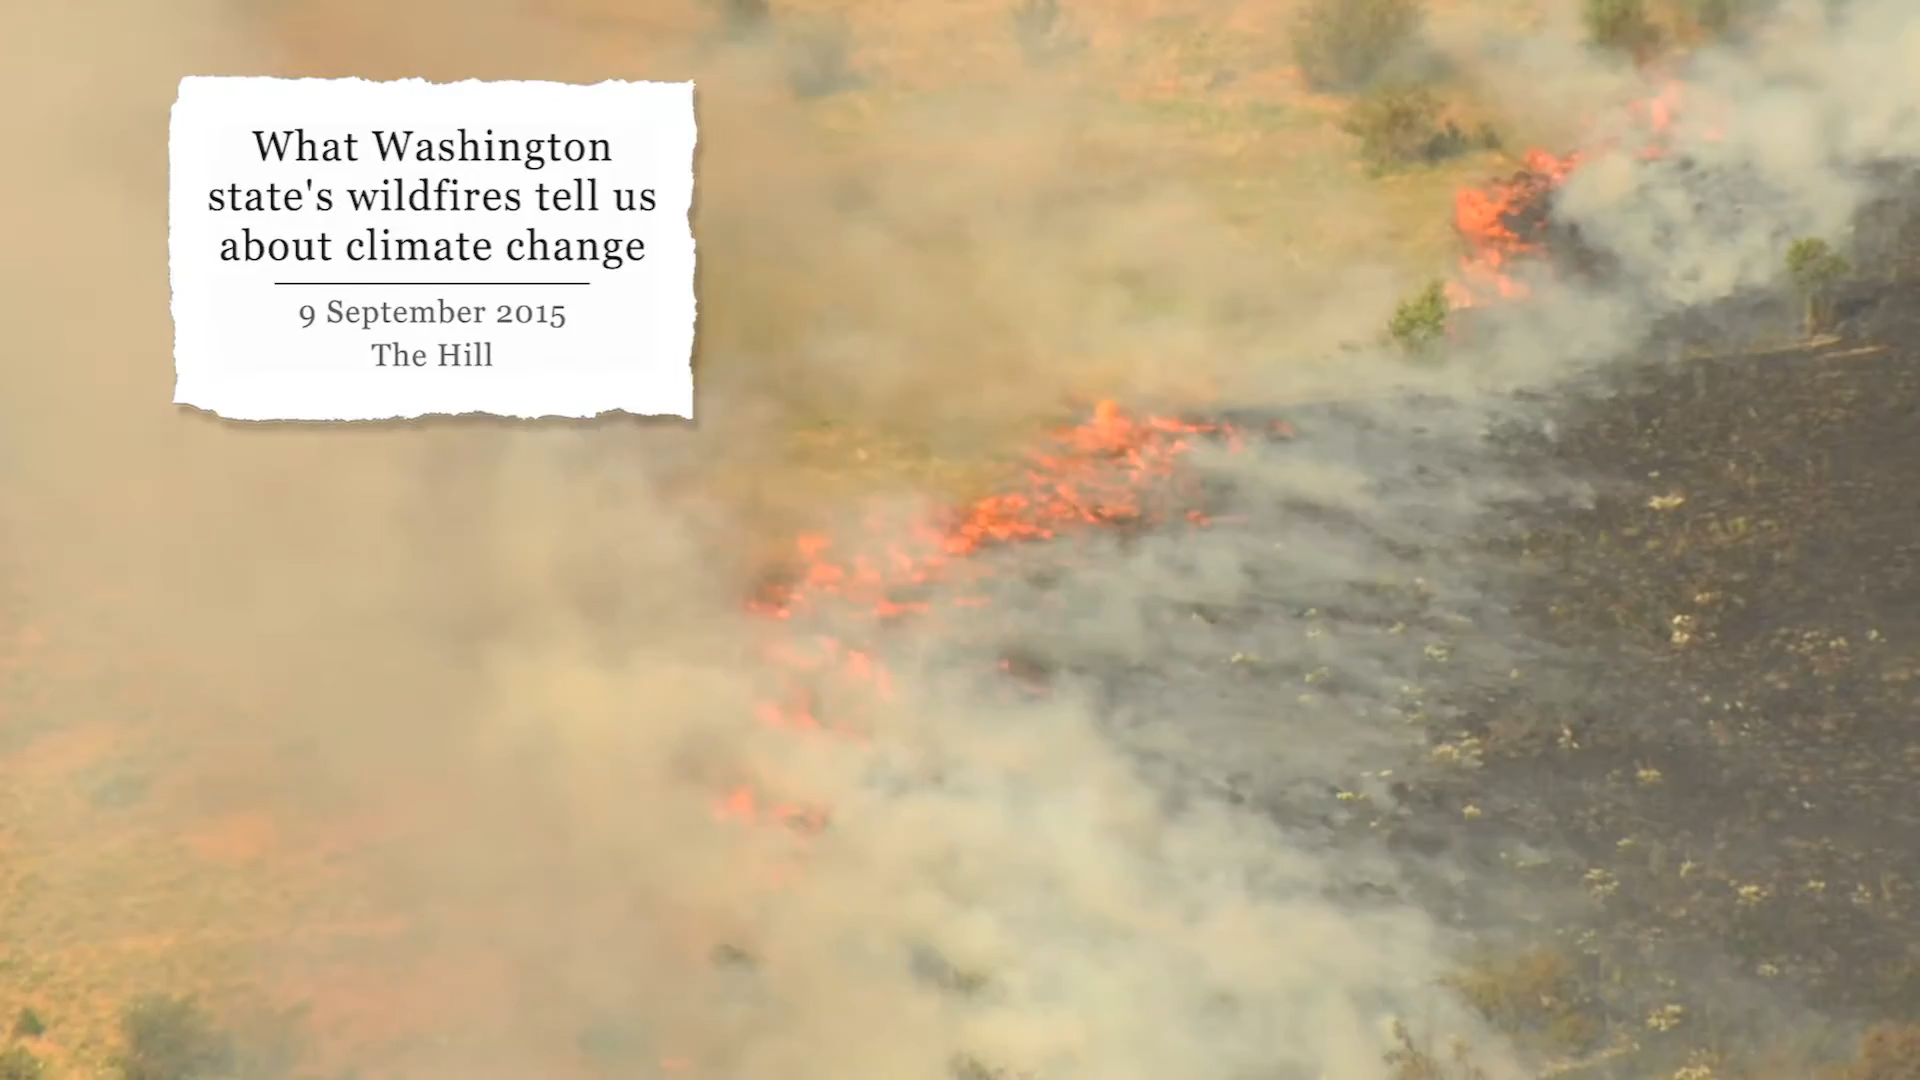 What Washington
state's wildfires tell us
about climate change
9 September 2015
The Hill